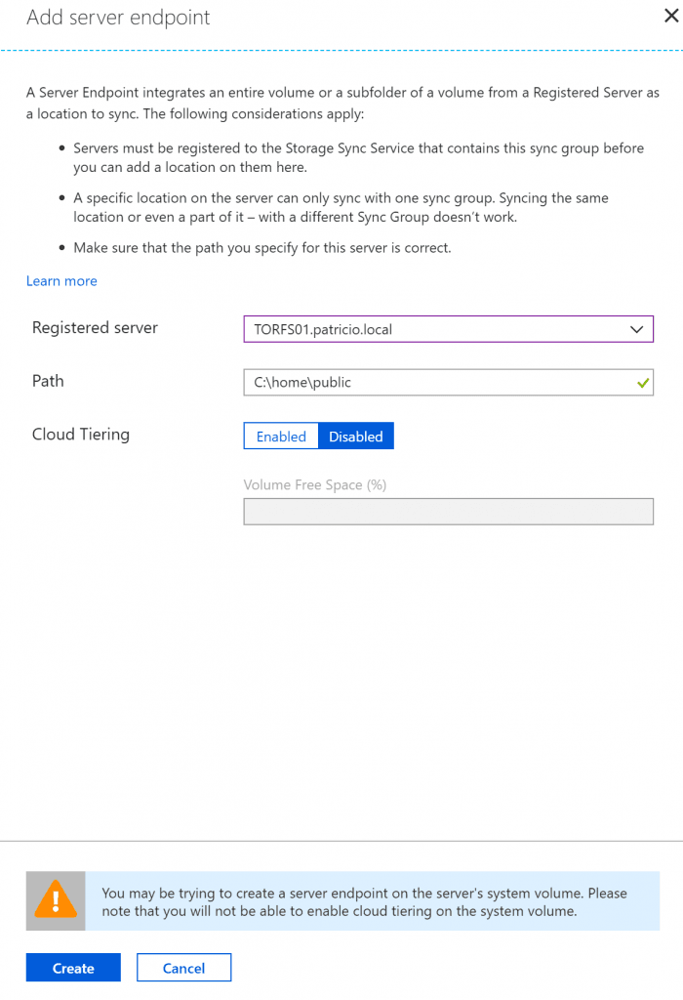 Add server endpoint
A Server Endpoint integrates an entire volume or a subfolder of a volume from a Registered Server as
a location to sync. The following considerations apply:
• Servers must be registered to the Storage Sync Service that contains this sync group before
you can add a location on them here.
• A specific location on the server can only sync with one sync group. Syncing the same
location or even a part of it – with a different Sync Group doesn't work.
• Make sure that the path you specify for this server is correct.
Learn more
Registered server
TORFS01.patricio.local
Path
C:\home\public
Cloud Tiering
Enabled Disabled
Volume Free Space (%)
You may be trying to create a server endpoint on the server's system volume. Please
note that you will not be able to enable cloud tiering on the system volume.
Create Cancel